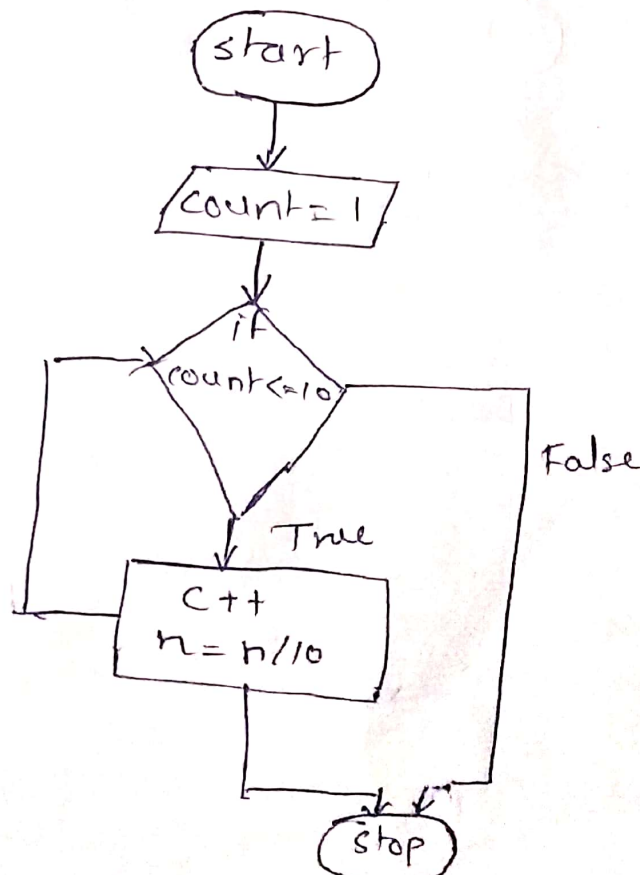 start
count = 1
if
count<=10
False
True
C++
n = n/10
stop